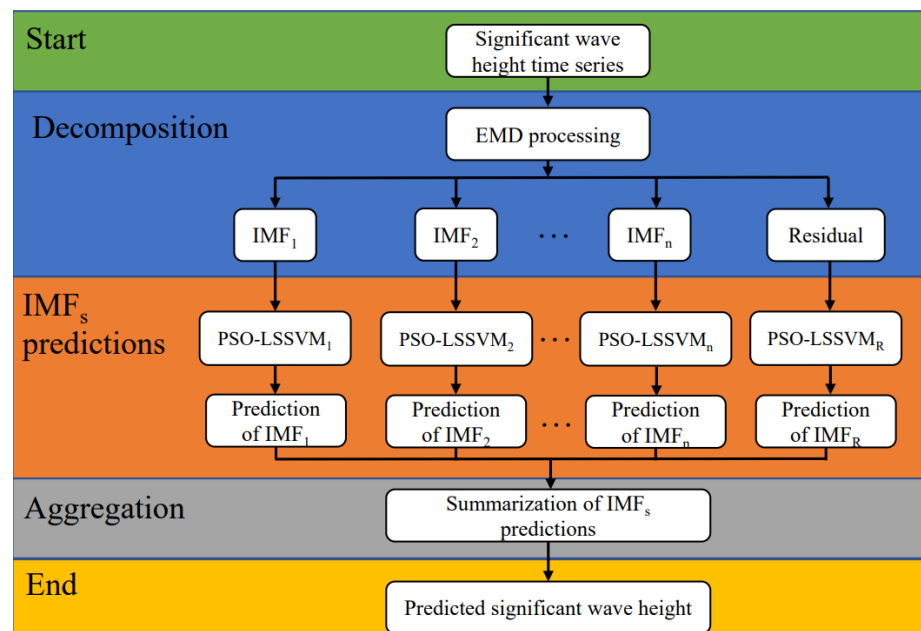 Start
Significant wave
height time series
Decomposition
EMD processing
IMF₁
IMF₂
...
IMFₙ
Residual
IMFₛ
predictions
PSO-LSSVM₁
PSO-LSSVM₂
...
PSO-LSSVMₙ
PSO-LSSVM_R
Prediction
of IMF₁
Prediction
of IMF₂
...
Prediction
of IMFₙ
Prediction
of IMF_R
Aggregation
Summarization of IMFₛ
predictions
End
Predicted significant wave height